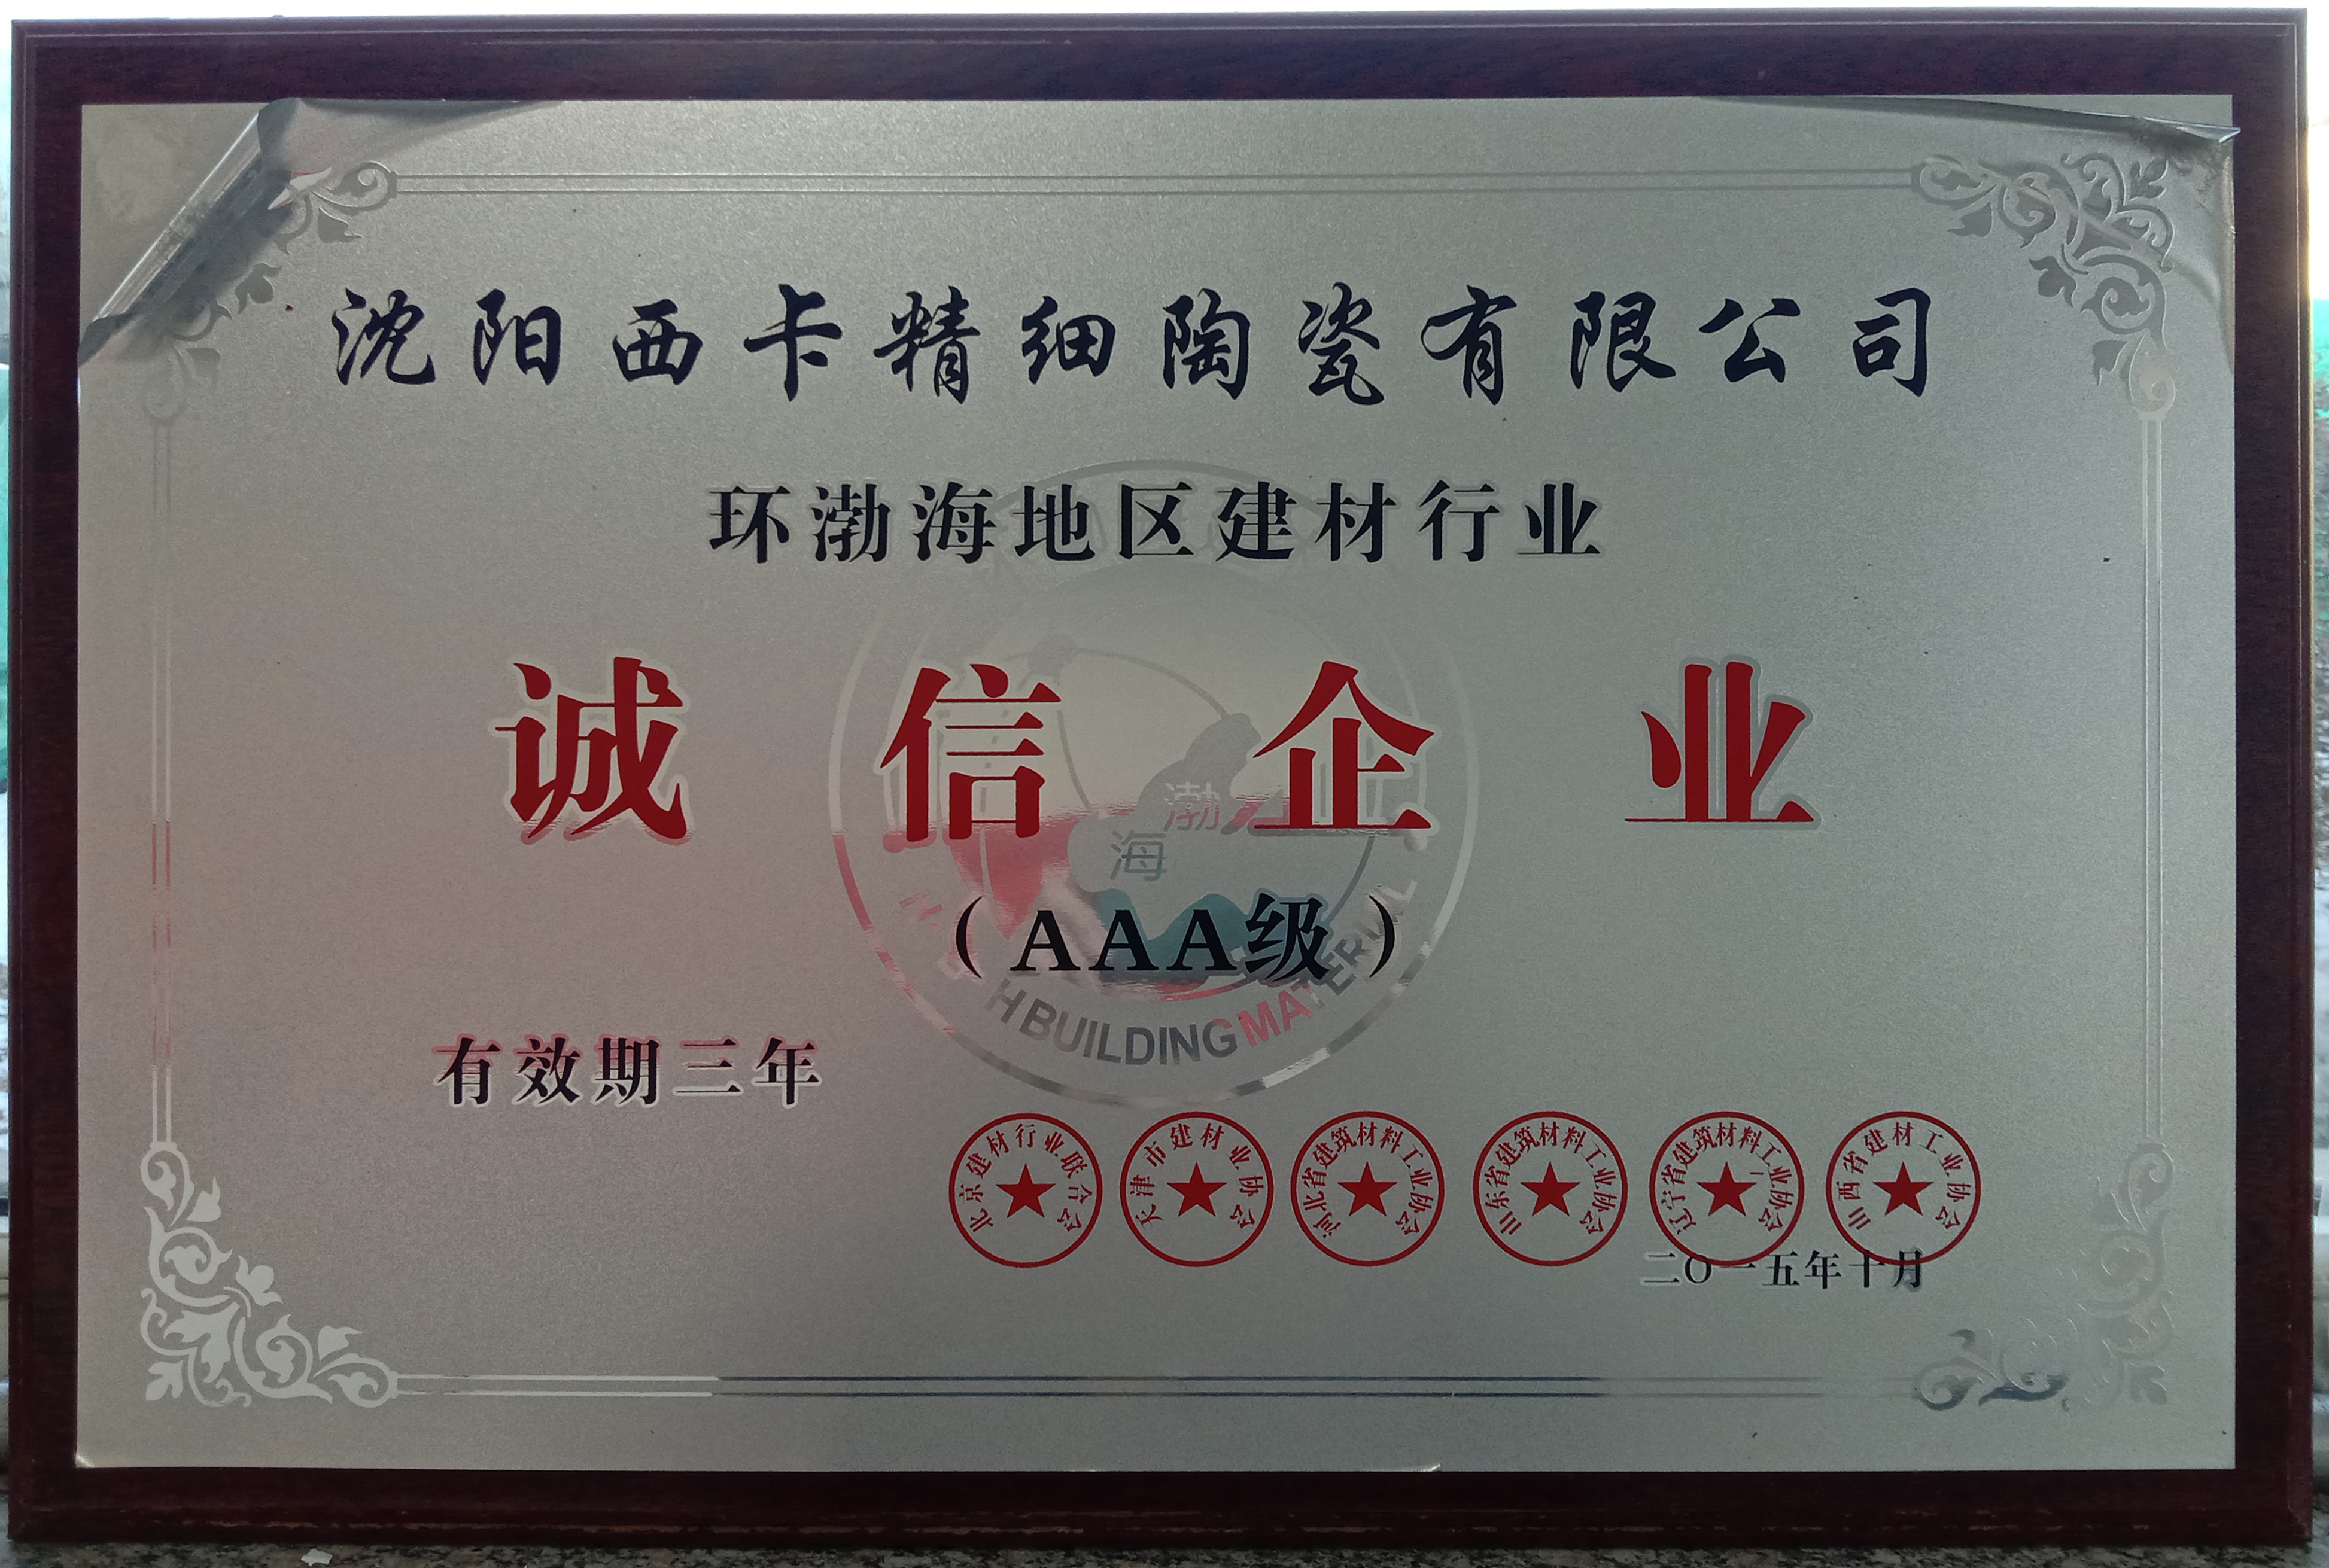 沈阳西卡精细陶瓷有限公司
环渤海地区建材行业
诚信企业
渤
海
（AAA级）
H BUILDING MATERIAL
有效期三年
北京建材行业联合会
天津市建材业协会
河北省建筑材料工业协会
山东省建筑材料工业协会
辽宁省建筑材料工业协会
山西省建材工业协会
二〇一五年十月